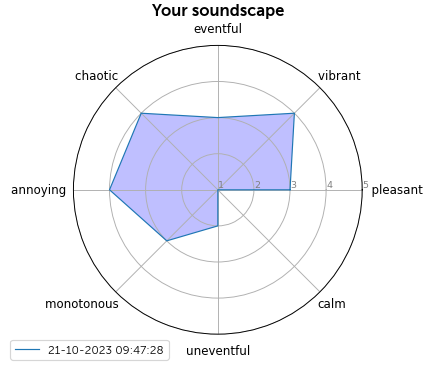 Your soundscape
eventful
chaotic
vibrant
annoying
1
2
3
4
5
pleasant
monotonous
calm
21-10-2023 09:47:28
uneventful